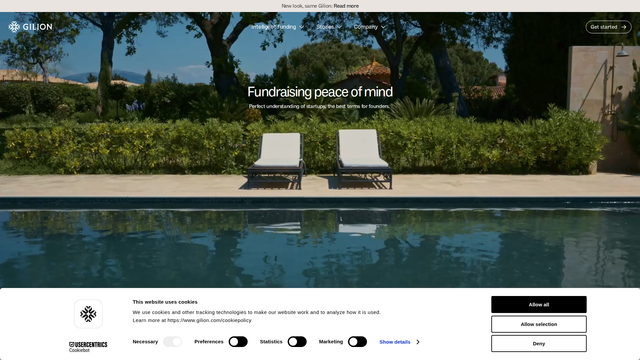 New look, same Gilion: Read more
GILION
Intelligent Funding
Stories
Company
Get started
Fundraising peace of mind
Perfect understanding of startups, the best terms for founders.
This website uses cookies
We use cookies and other tracking technologies to make our website work and to analyze how it is used.
Learn more at https://www.gilion.com/cookiepolicy
USERCENTRICS
Cookiebot
Necessary
Preferences
Statistics
Marketing
Show details
Allow all
Allow selection
Deny